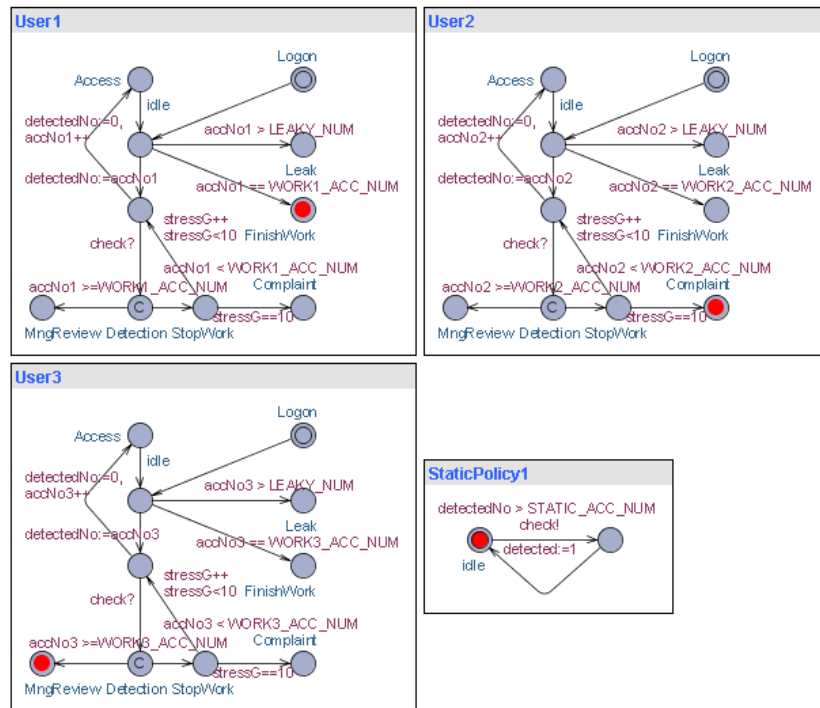 User1
Logon
Access
idle
detectedNo:=0,
accNo1++
accNo1 > LEAKY_NUM
Leak
detectedNo:=accNo1
accNo1 == WORK1_ACC_NUM
stressG++
stressG<10 FinishWork
check?
accNo1 < WORK1_ACC_NUM
accNo1 >=WORK1_ACC_NUM Complaint
C
stressG==10
MngReview Detection StopWork
User2
Logon
Access
idle
detectedNo:=0,
accNo2++
accNo2 > LEAKY_NUM
Leak
detectedNo:=accNo2
accNo2 == WORK2_ACC_NUM
stressG++
stressG<10 FinishWork
check?
accNo2 < WORK2_ACC_NUM
accNo2 >=WORK2_ACC_NUM Complaint
C
stressG==10
MngReview Detection StopWork
User3
Logon
Access
idle
detectedNo:=0,
accNo3++
accNo3 > LEAKY_NUM
Leak
detectedNo:=accNo3
accNo3 == WORK3_ACC_NUM
stressG++
stressG<10 FinishWork
check?
accNo3 < WORK3_ACC_NUM
accNo3 >=WORK3_ACC_NUM Complaint
C
stressG==10
MngReview Detection StopWork
StaticPolicy1
detectedNo > STATIC_ACC_NUM
check!
detected:=1
idle